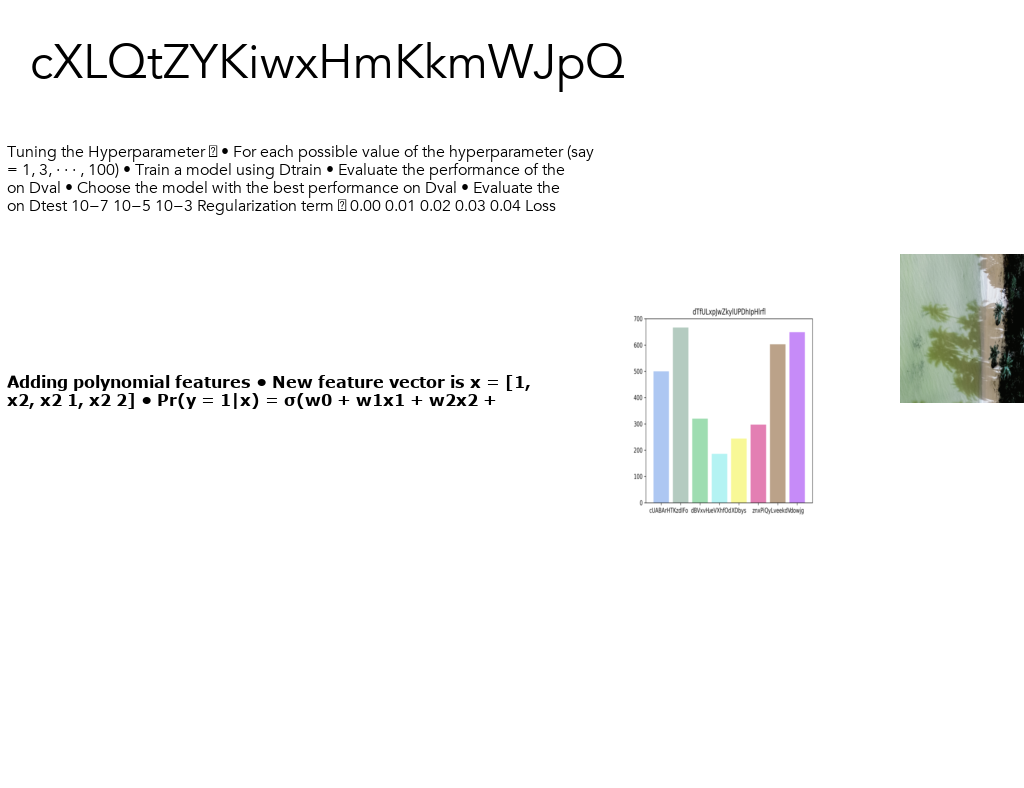 cXLQtZYKiwxHmKkmWJpQ
Tuning the Hyperparameter • For each possible value of the hyperparameter (say
= 1, 3, · · · , 100) • Train a model using Dtrain • Evaluate the performance of the
on Dval • Choose the model with the best performance on Dval • Evaluate the
on Dtest 10−7 10−5 10−3 Regularization term 0.00 0.01 0.02 0.03 0.04 Loss
Adding polynomial features • New feature vector is x = [1,
x2, x2 1, x2 2] • Pr(y = 1|x) = σ(w0 + w1x1 + w2x2 +
700
600
500
400
300
200
100
0